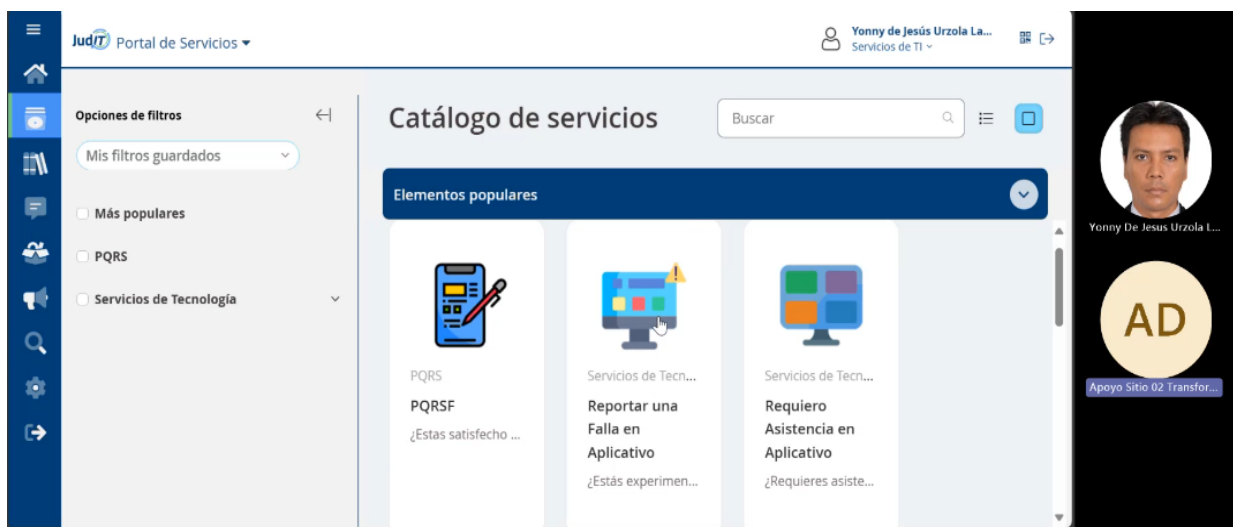 JudIT Portal de Servicios
Yonny de Jesús Urzola La...
Servicios de TI
Opciones de filtros
Mis filtros guardados
Más populares
PQRS
Servicios de Tecnología
Catálogo de servicios
Buscar
Elementos populares
PQRS
PQRSF
¿Estas satisfecho ...
Servicios de Tecn...
Reportar una
Falla en
Aplicativo
¿Estás experimen...
Servicios de Tecn...
Requiero
Asistencia en
Aplicativo
¿Requieres asiste...
Yonny De Jesus Urzola L...
AD
Apoyo Sitio 02 Transfor...